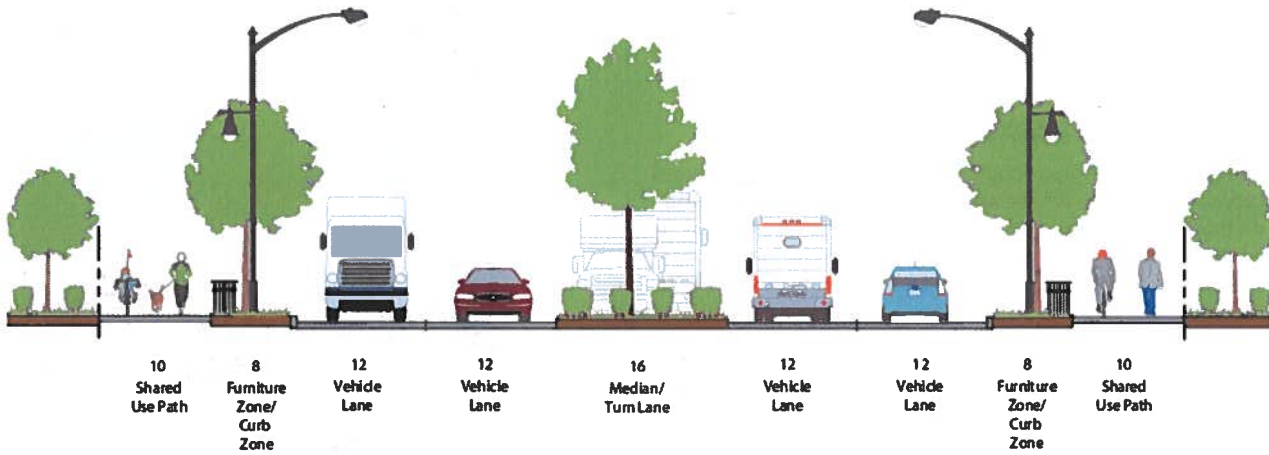 10
Shared
Use Path
8
Furniture
Zone/
Curb
Zone
12
Vehicle
Lane
12
Vehicle
Lane
16
Median/
Turn Lane
12
Vehicle
Lane
12
Vehicle
Lane
8
Furniture
Zone/
Curb
Zone
10
Shared
Use Path